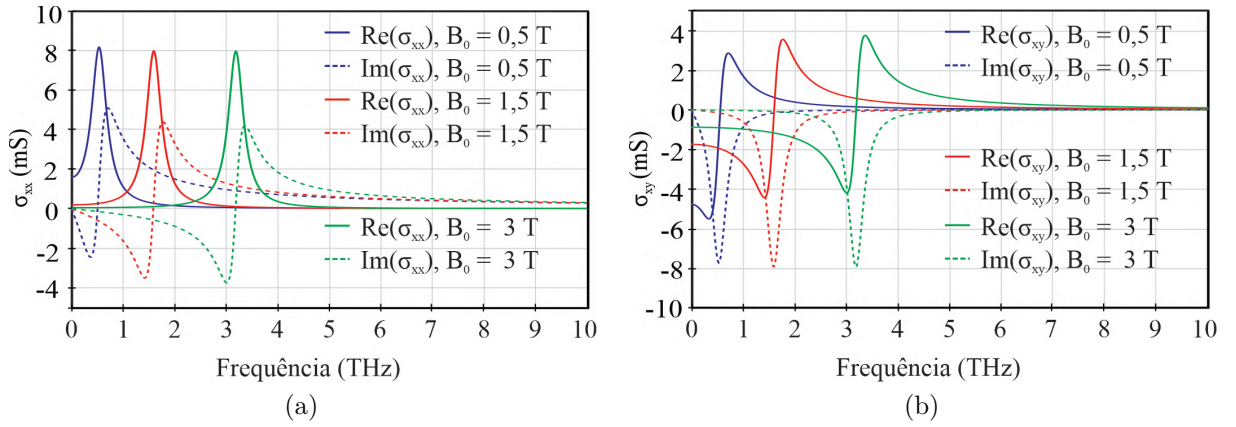 10
8
6
4
2
0
-2
-4
σxx (mS)
Re(σxx), B0 = 0,5 T
Im(σxx), B0 = 0,5 T
Re(σxx), B0 = 1,5 T
Im(σxx), B0 = 1,5 T
Re(σxx), B0 = 3 T
Im(σxx), B0 = 3 T
0 1 2 3 4 5 6 7 8 9 10
Frequência (THz)
(a)
4
2
0
-2
-4
-6
-8
-10
σxy (mS)
Re(σxy), B0 = 0,5 T
Im(σxy), B0 = 0,5 T
Re(σxy), B0 = 1,5 T
Im(σxy), B0 = 1,5 T
Re(σxy), B0 = 3 T
Im(σxy), B0 = 3 T
0 1 2 3 4 5 6 7 8 9 10
Frequência (THz)
(b)